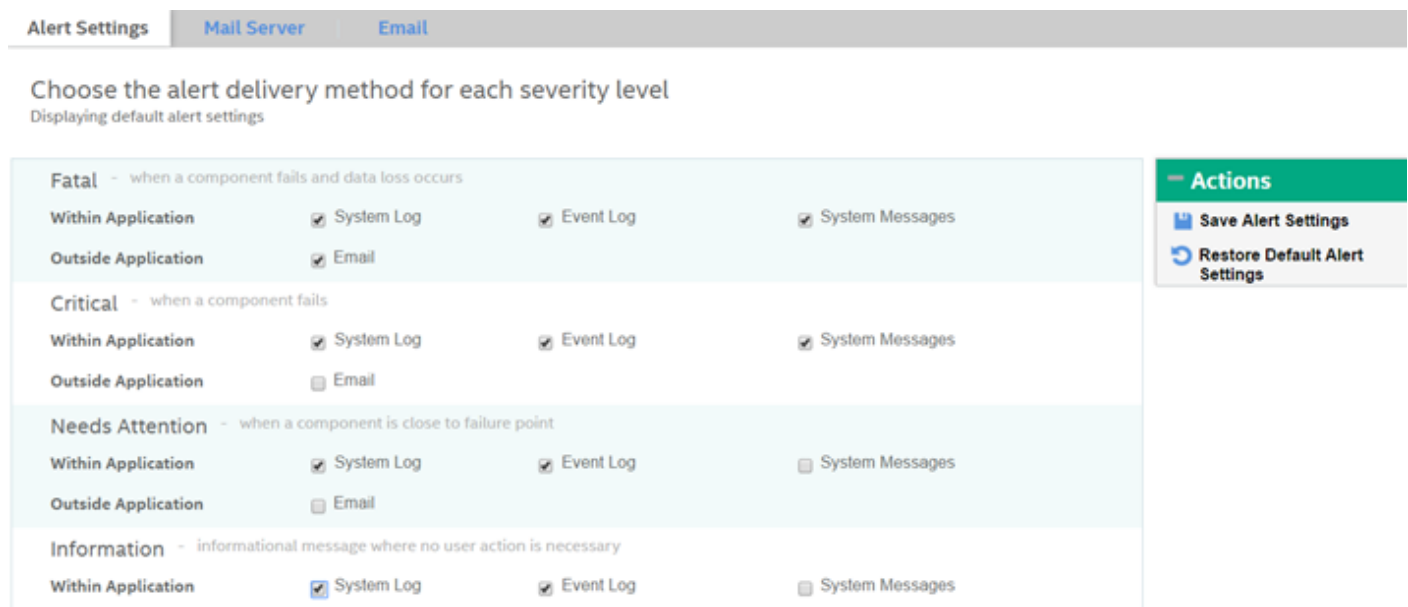 Alert Settings Mail Server Email
Choose the alert delivery method for each severity level
Displaying default alert settings
Fatal - when a component fails and data loss occurs
Within Application System Log Event Log System Messages
Outside Application Email
Critical - when a component fails
Within Application System Log Event Log System Messages
Outside Application Email
Needs Attention - when a component is close to failure point
Within Application System Log Event Log System Messages
Outside Application Email
Information - informational message where no user action is necessary
Within Application System Log Event Log System Messages
Actions
Save Alert Settings
Restore Default Alert
Settings